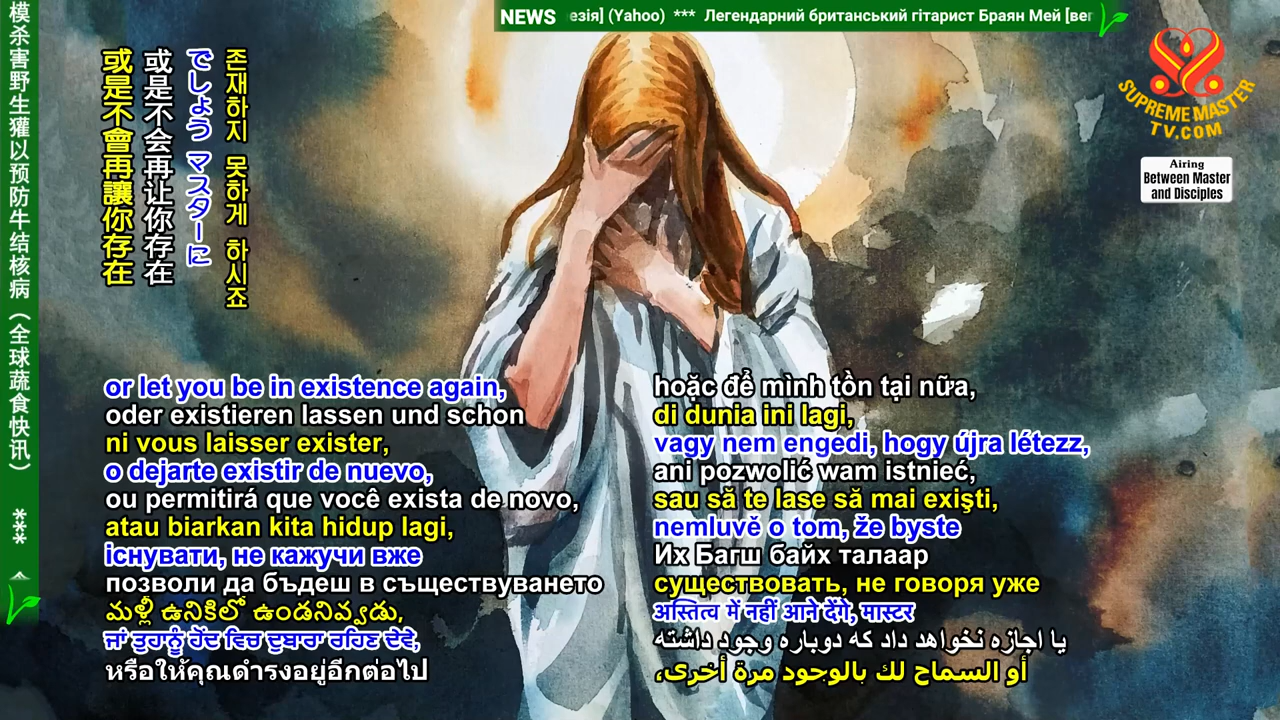 NEWS езія] (Yahoo) *** Легендарний британський гітарист Браян Мей [вег
模杀害野生獾以预防牛结核病（全球蔬食快讯） ***
SUPREME MASTER
TV.COM
Airing
Between Master
and Disciples
존재하지 못하게 하시죠
でしょう マスターに
或是不会再让你存在
或是不會再讓你存在
or let you be in existence again,
oder existieren lassen und schon
ni vous laisser exister,
o dejarte existir de nuevo,
ou permitirá que você exista de novo,
atau biarkan kita hidup lagi,
існувати, не кажучи вже
позволи да бъдеш в съществуването
మళ్లీ ఉనికిలో ఉండనివ్వడు,
ਜਾਂ ਤੁਹਾਨੂੰ ਹੋਂਦ ਵਿਚ ਦੁਬਾਰਾ ਰਹਿਣ ਦੇਵੇ,
หรือให้คุณดำรงอยู่อีกต่อไป
hoặc để mình tồn tại nữa,
di dunia ini lagi,
vagy nem engedi, hogy újra létezz,
ani pozwolić wam istnieć,
sau să te lase să mai exişti,
nemluvě o tom, že byste
Их Багш байх талаар
существовать, не говоря уже
अस्तित्व में नहीं आने देंगे, मास्टर
یا اجازه نخواهد داد که دوباره وجود داشته
أو السماح لك بالوجود مرة أخرى،